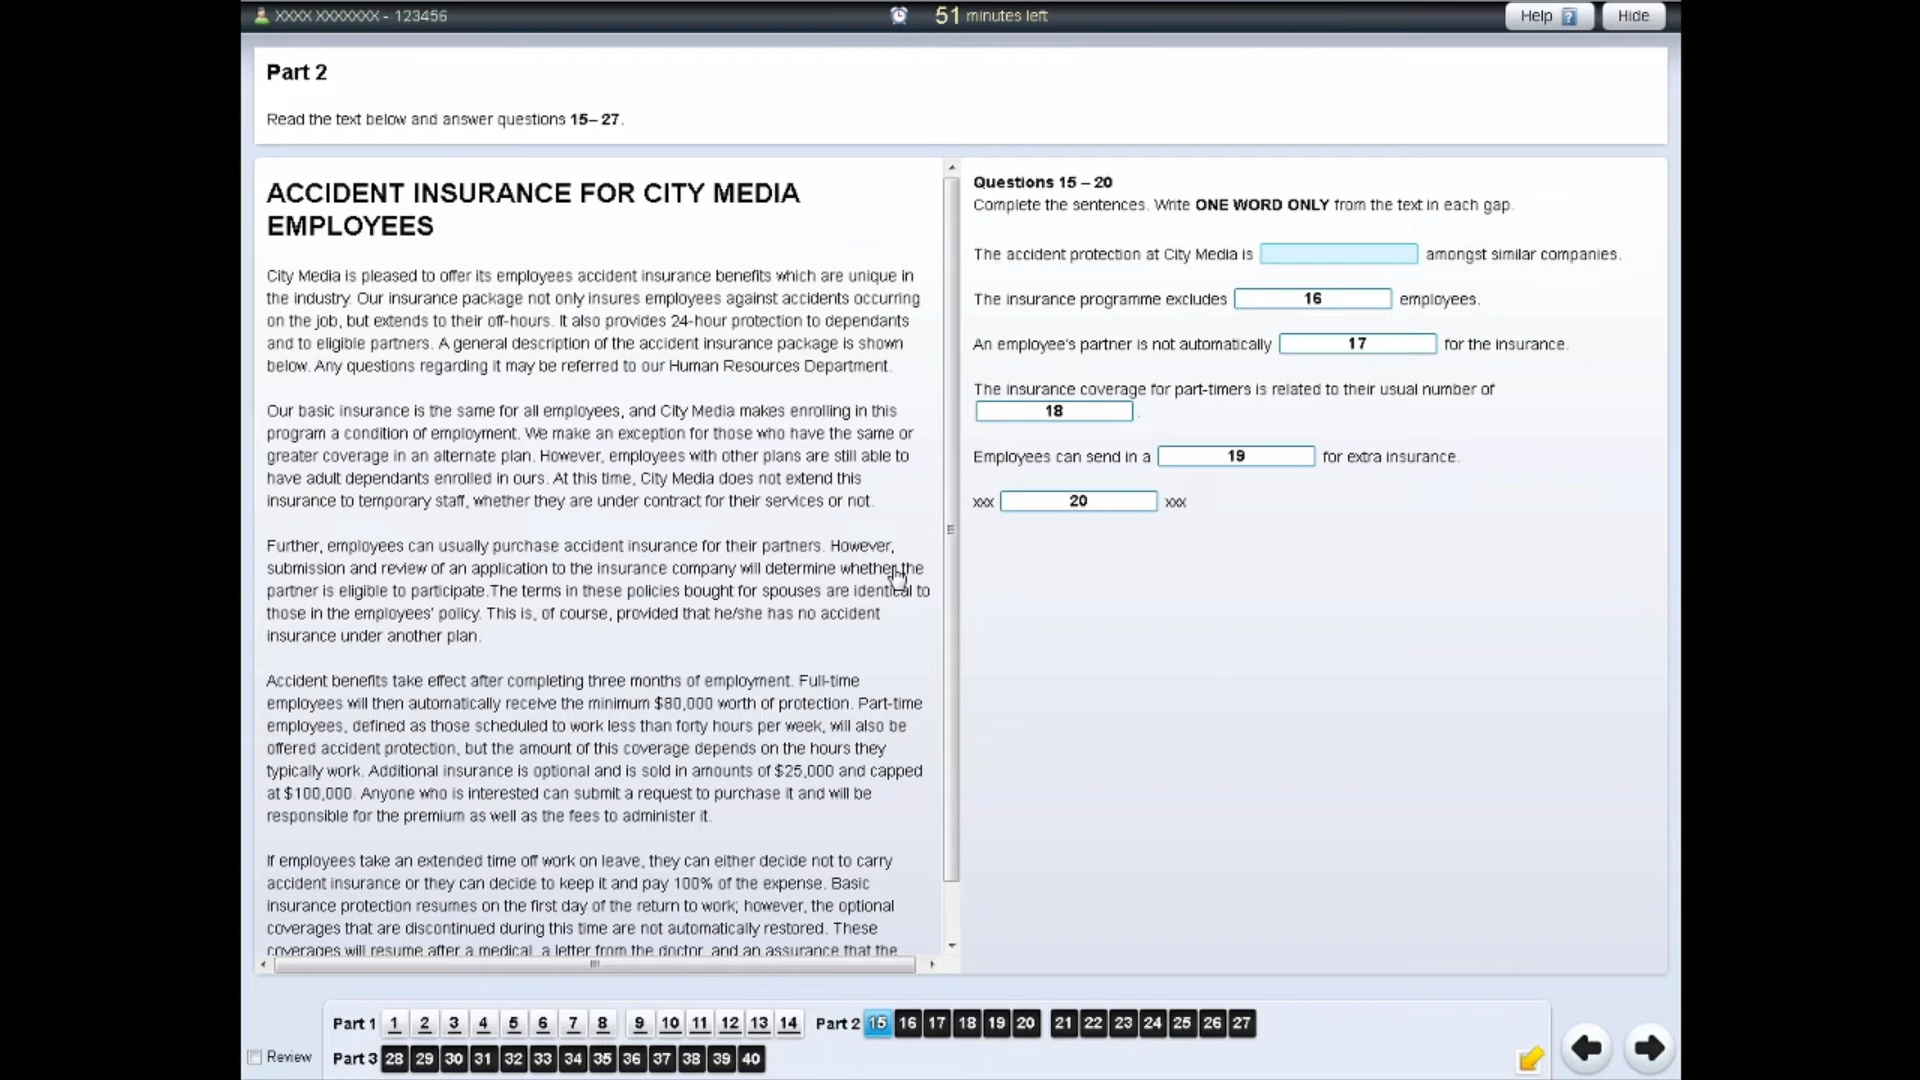 XXXX XXXXXXX - 123456
51 minutes left
Help ?
Hide
Part 2
Read the text below and answer questions 15– 27.
ACCIDENT INSURANCE FOR CITY MEDIA
EMPLOYEES
City Media is pleased to offer its employees accident insurance benefits which are unique in
the industry. Our insurance package not only insures employees against accidents occurring
on the job, but extends to their off-hours. It also provides 24-hour protection to dependants
and to eligible partners. A general description of the accident insurance package is shown
below. Any questions regarding it may be referred to our Human Resources Department.
Our basic insurance is the same for all employees, and City Media makes enrolling in this
program a condition of employment. We make an exception for those who have the same or
greater coverage in an alternate plan. However, employees with other plans are still able to
have adult dependants enrolled in ours. At this time, City Media does not extend this
insurance to temporary staff, whether they are under contract for their services or not.
Further, employees can usually purchase accident insurance for their partners. However,
submission and review of an application to the insurance company will determine whether the
partner is eligible to participate.The terms in these policies bought for spouses are identical to
those in the employees' policy. This is, of course, provided that he/she has no accident
insurance under another plan.
Accident benefits take effect after completing three months of employment. Full-time
employees will then automatically receive the minimum $80,000 worth of protection. Part-time
employees, defined as those scheduled to work less than forty hours per week, will also be
offered accident protection, but the amount of this coverage depends on the hours they
typically work. Additional insurance is optional and is sold in amounts of $25,000 and capped
at $100,000. Anyone who is interested can submit a request to purchase it and will be
responsible for the premium as well as the fees to administer it.
If employees take an extended time off work on leave, they can either decide not to carry
accident insurance or they can decide to keep it and pay 100% of the expense. Basic
insurance protection resumes on the first day of the return to work; however, the optional
coverages that are discontinued during this time are not automatically restored. These
coverages will resume after a medical, a letter from the doctor, and an assurance that the
Questions 15 – 20
Complete the sentences. Write ONE WORD ONLY from the text in each gap.
The accident protection at City Media is amongst similar companies.
The insurance programme excludes 16 employees.
An employee's partner is not automatically 17 for the insurance.
The insurance coverage for part-timers is related to their usual number of
18 .
Employees can send in a 19 for extra insurance.
xxx 20 xxx
Part 1 1 2 3 4 5 6 7 8 9 10 11 12 13 14 Part 2 15 16 17 18 19 20 21 22 23 24 25 26 27
Review Part 3 28 29 30 31 32 33 34 35 36 37 38 39 40